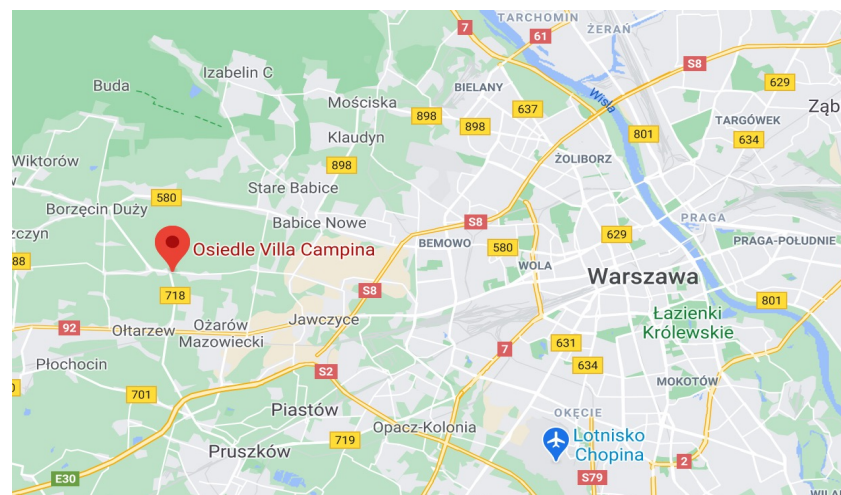 TARCHOMIN
7
61
ŻERAŃ
S8
Izabelin C
Buda
BIELANY
629
Mościska
637
Wisła
Ząb
898
898
TARGÓWEK
Klaudyn
801
634
Wiktorów
898
ŻOLIBORZ
Stare Babice
580
Borzęcin Duży
S8
Babice Nowe
PRAGA
zczyn
BEMOWO
580
629
PRAGA-POŁUDNIE
Osiedle Villa Campina
88
WOLA
Warszawa
S8
718
801
Łazienki
Królewskie
92
Ołtarzew
Ożarów
Mazowiecki
Jawczyce
7
631
Płochocin
634
S2
MOKOTÓW
701
Piastów
OKĘCIE
Opacz-Kolonia
719
Lotnisko
Chopina
Pruszków
2
E30
S79
WILA